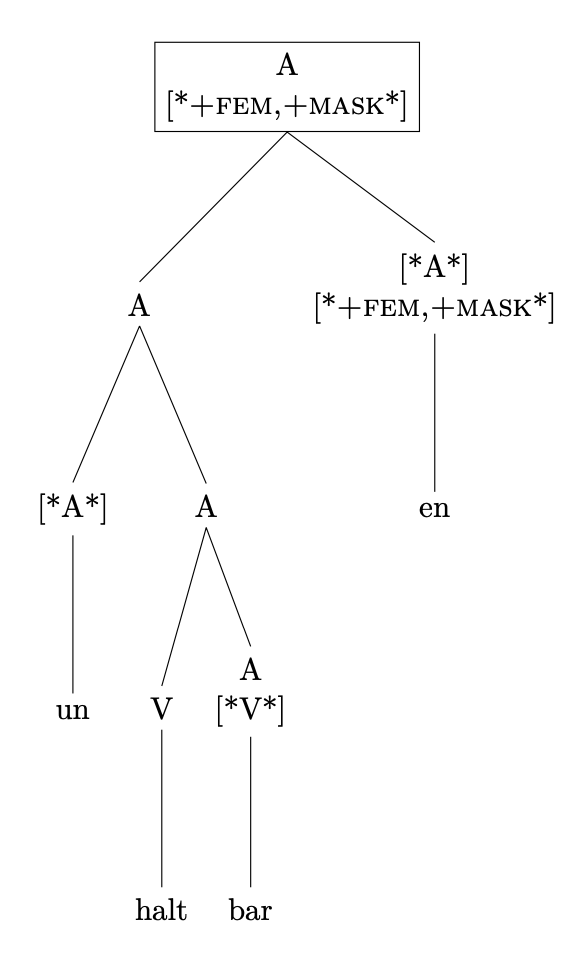 A
[*+FEM,+MASK*]
[*A*]
[*+FEM,+MASK*]
A
[*A*]
A
en
A
un
V
[*V*]
halt
bar